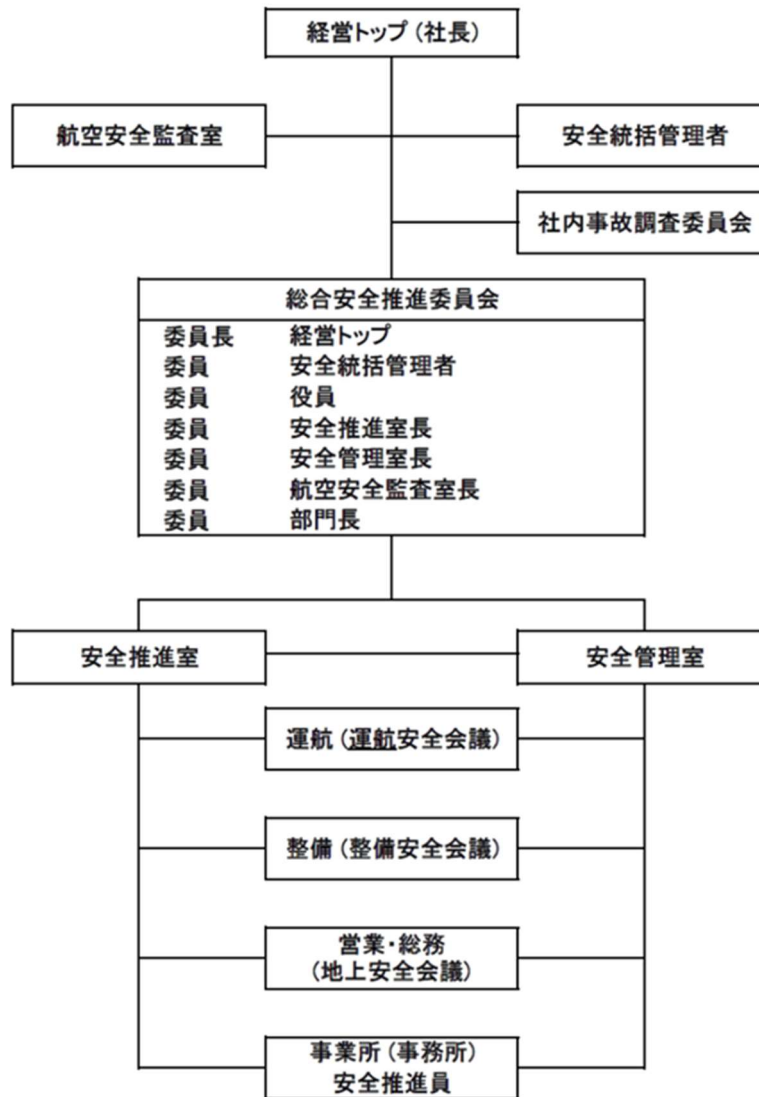 経営トップ(社長)
航空安全監査室
安全統括管理者
社内事故調査委員会
総合安全推進委員会
委員長 経営トップ
委員 安全統括管理者
委員 役員
委員 安全推進室長
委員 安全管理室長
委員 航空安全監査室長
委員 部門長
安全推進室
安全管理室
運航(運航安全会議)
整備(整備安全会議)
営業・総務
(地上安全会議)
事業所(事務所)
安全推進員